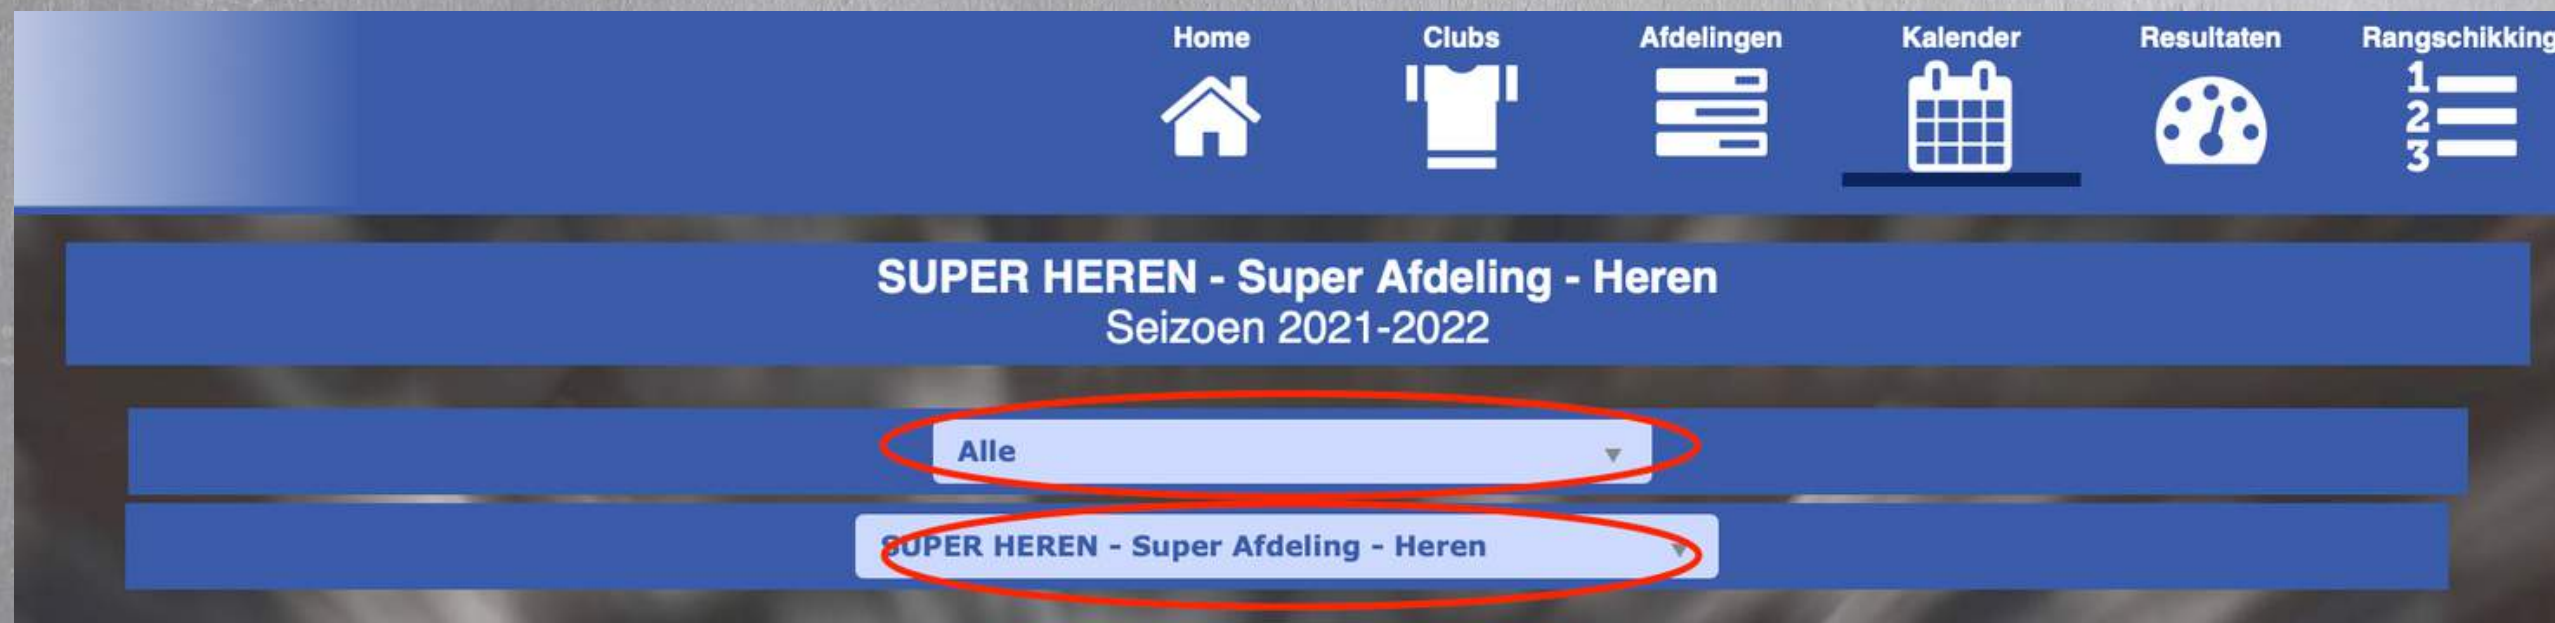 Home Clubs Afdelingen Kalender Resultaten Rangschikking
1
2
3
SUPER HEREN - Super Afdeling - Heren
Seizoen 2021-2022
Alle
SUPER HEREN - Super Afdeling - Heren